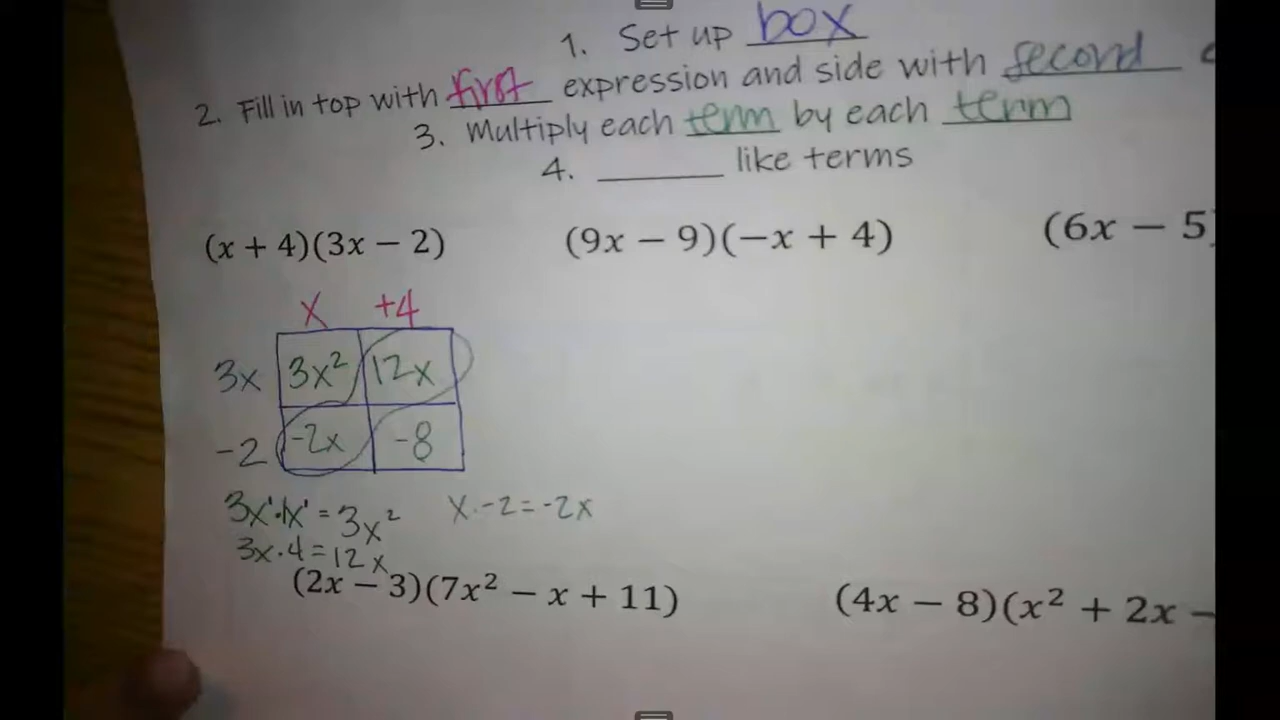 1. Set up box
2. Fill in top with first expression and side with second
3. Multiply each term by each term
4. ______ like terms
(x + 4)(3x − 2)
(9x − 9)(−x + 4)
(6x − 5
x +4
3x 3x² 12x
-2 -2x -8
3x¹·1x¹ = 3x²
x·-2 = -2x
3x·4 = 12x
(2x − 3)(7x² − x + 11)
(4x − 8)(x² + 2x −